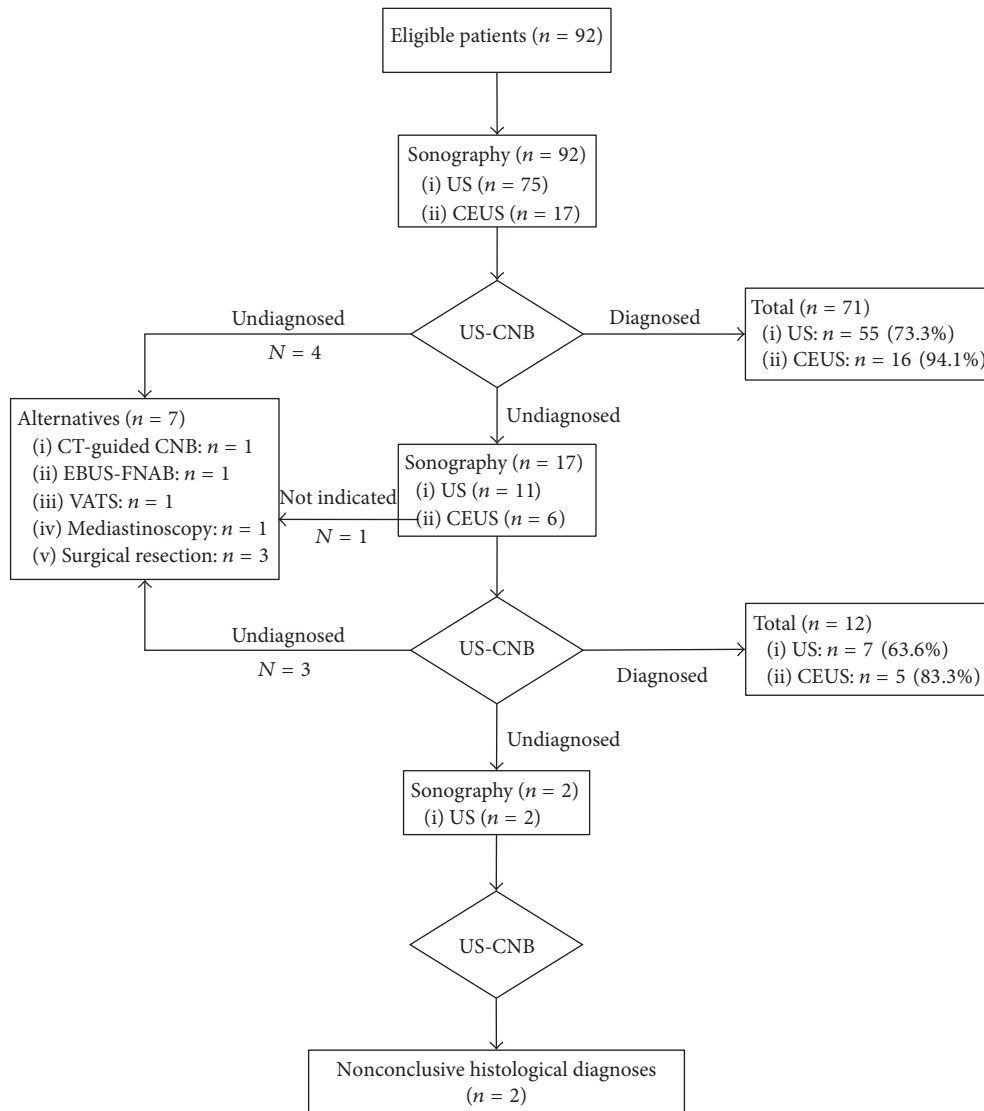 Eligible patients (n = 92)
Sonography (n = 92)
(i) US (n = 75)
(ii) CEUS (n = 17)
US-CNB
Undiagnosed
N = 4
Diagnosed
Total (n = 71)
(i) US: n = 55 (73.3%)
(ii) CEUS: n = 16 (94.1%)
Undiagnosed
Alternatives (n = 7)
(i) CT-guided CNB: n = 1
(ii) EBUS-FNAB: n = 1
(iii) VATS: n = 1
(iv) Mediastinoscopy: n = 1
(v) Surgical resection: n = 3
Not indicated
N = 1
Sonography (n = 17)
(i) US (n = 11)
(ii) CEUS (n = 6)
US-CNB
Undiagnosed
N = 3
Diagnosed
Total (n = 12)
(i) US: n = 7 (63.6%)
(ii) CEUS: n = 5 (83.3%)
Undiagnosed
Sonography (n = 2)
(i) US (n = 2)
US-CNB
Nonconclusive histological diagnoses
(n = 2)